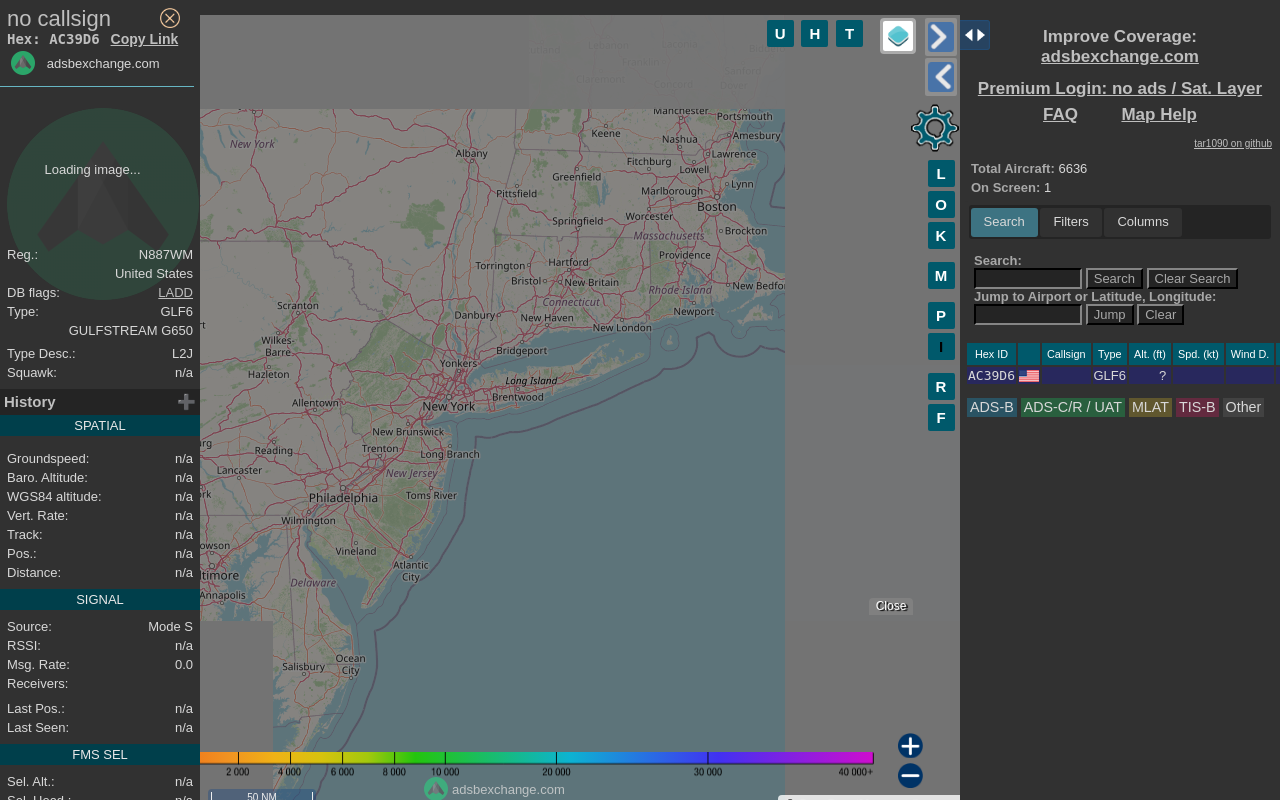 no callsign
Hex: AC39D6 Copy Link
adsbexchange.com
Loading image...
Reg.: N887WM
United States
DB flags: LADD
Type: GLF6
GULFSTREAM G650
Type Desc.: L2J
Squawk: n/a
History
SPATIAL
Groundspeed: n/a
Baro. Altitude: n/a
WGS84 altitude: n/a
Vert. Rate: n/a
Track: n/a
Pos.: n/a
Distance: n/a
SIGNAL
Source: Mode S
RSSI: n/a
Msg. Rate: 0.0
Receivers:
Last Pos.: n/a
Last Seen: n/a
FMS SEL
Sel. Alt.: n/a
Sel. Head.: n/a
U H T
L
O
K
M
P
I
R
F
Manchester
Portsmouth
Keene
Nashua
Amesbury
New York
Albany
Lawrence
Fitchburg
Lowell
Greenfield
Lynn
Pittsfield
Marlborough
Boston
Worcester
Springfield
Brockton
Massachusetts
Providence
Hartford
Torrington
Bristol
New Britain
New Bedfor
Rhode Island
Connecticut
Scranton
Danbury
New Haven
Newport
New London
Wilkes-
Barre
Bridgeport
Yonkers
Hazleton
Long Island
Brentwood
Allentown
New York
New Brunswick
Reading
Trenton
Long Branch
Lancaster
New Jersey
Philadelphia
Toms River
Wilmington
Vineland
Atlantic
City
Delaware
ltimore
Annapolis
Salisbury
Ocean
City
Close
2 000 4 000 6 000 8 000 10 000 20 000 30 000 40 000+
adsbexchange.com
50 NM
Improve Coverage:
adsbexchange.com
Premium Login: no ads / Sat. Layer
FAQ Map Help
tar1090 on github
Total Aircraft: 6636
On Screen: 1
Search Filters Columns
Search:
Search Clear Search
Jump to Airport or Latitude, Longitude:
Jump Clear
Hex ID Callsign Type Alt. (ft) Spd. (kt) Wind D.
AC39D6 GLF6 ?
ADS-B ADS-C/R / UAT MLAT TIS-B Other